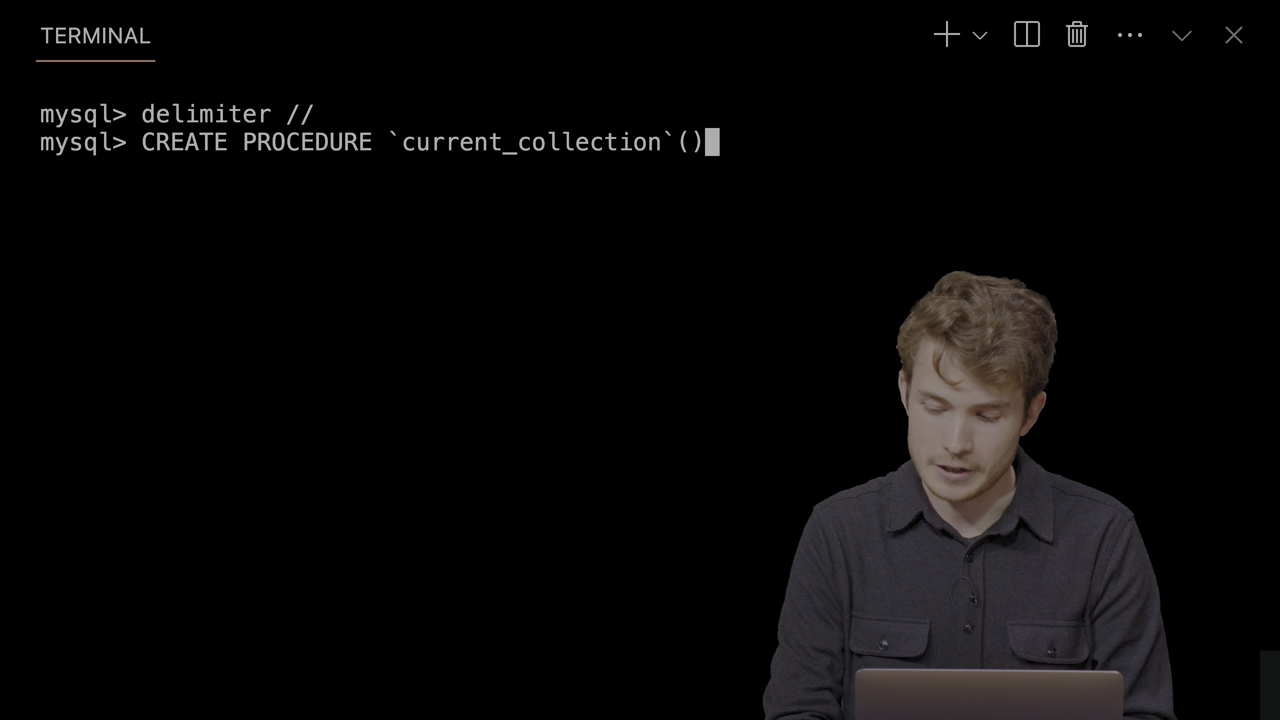 TERMINAL
mysql> delimiter //
mysql> CREATE PROCEDURE `current_collection`()